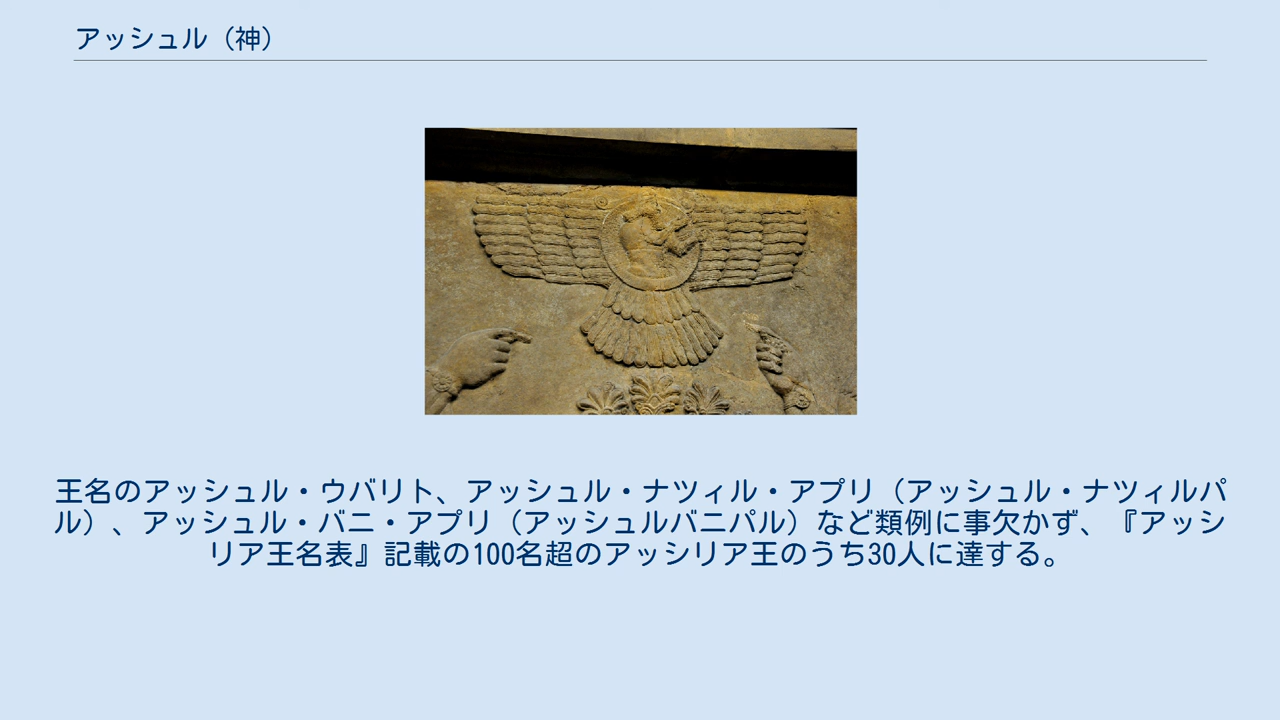 アッシュル（神）
王名のアッシュル・ウバリト、アッシュル・ナツィル・アプリ（アッシュル・ナツィルパ
ル）、アッシュル・バニ・アプリ（アッシュルバニパル）など類例に事欠かず、『アッシ
リア王名表』記載の100名超のアッシリア王のうち30人に達する。